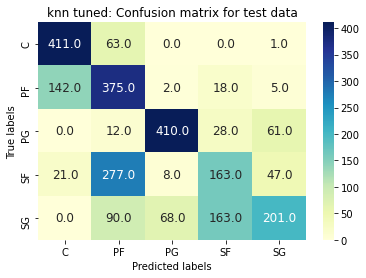 knn tuned: Confusion matrix for test data
C 411.0 63.0 0.0 0.0 1.0 400
PF 142.0 375.0 2.0 18.0 5.0 350
PG 0.0 12.0 410.0 28.0 61.0 300
SF 21.0 277.0 8.0 163.0 47.0 250
SG 0.0 90.0 68.0 163.0 201.0 200
150
100
50
0
C PF PG SF SG
True labels
Predicted labels